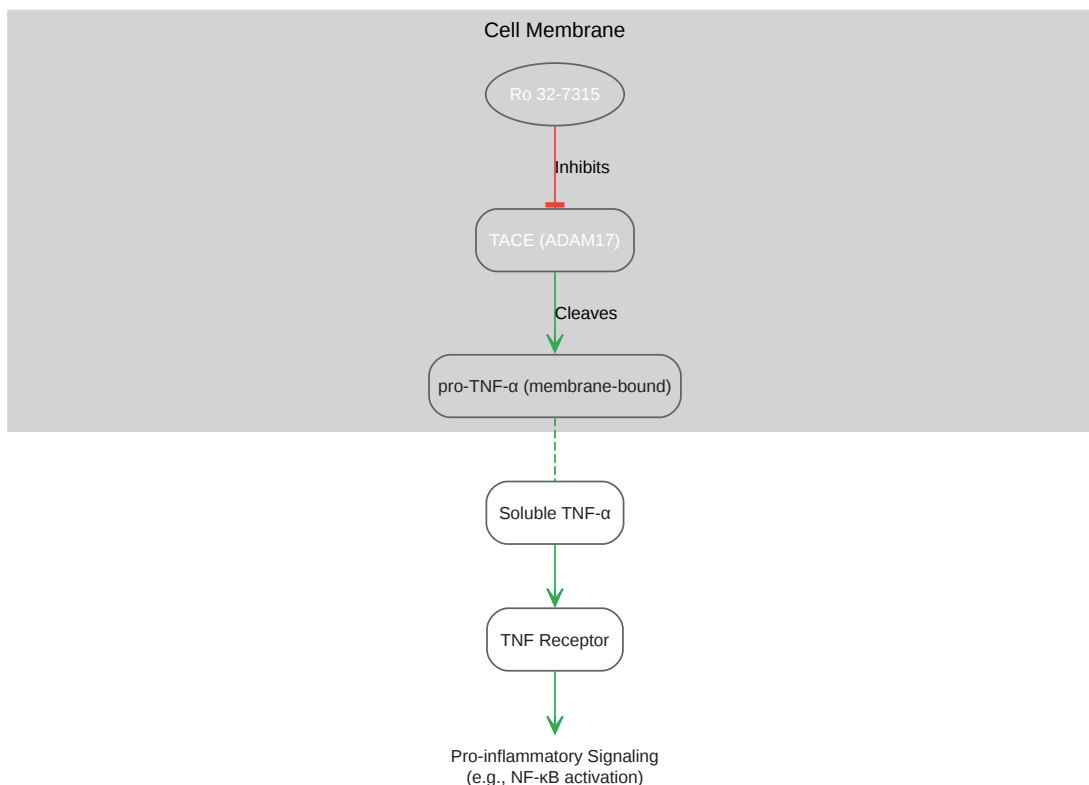 Cell Membrane
Ro 32-7315
Inhibits
TACE (ADAM17)
Cleaves
pro-TNF-α (membrane-bound)
Soluble TNF-α
TNF Receptor
Pro-inflammatory Signaling
(e.g., NF-κB activation)